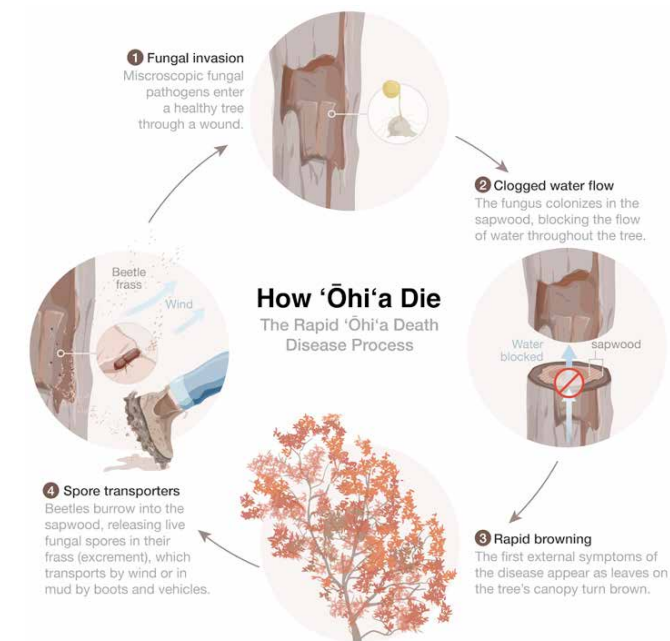 1 Fungal invasion
Miscroscopic fungal
pathogens enter
a healthy tree
through a wound.
2 Clogged water flow
The fungus colonizes in the
sapwood, blocking the flow
of water throughout the tree.
Beetle
frass
Wind
How ʻŌhiʻa Die
The Rapid ʻŌhiʻa Death
Disease Process
Water
blocked
sapwood
4 Spore transporters
Beetles burrow into the
sapwood, releasing live
fungal spores in their
frass (excrement), which
transports by wind or in
mud by boots and vehicles.
3 Rapid browning
The first external symptoms of
the disease appear as leaves on
the tree's canopy turn brown.